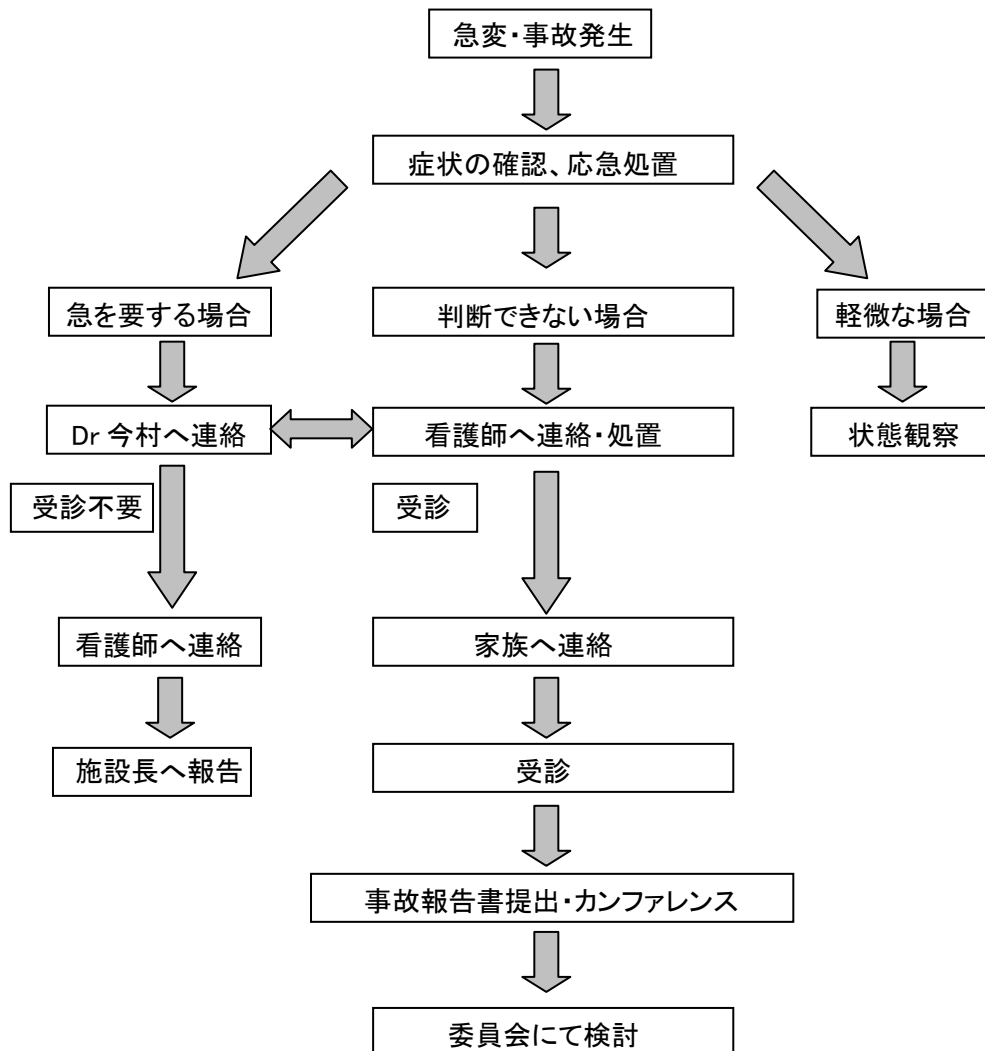 急変・事故発生
症状の確認、応急処置
急を要する場合
判断できない場合
軽微な場合
Dr 今村へ連絡
看護師へ連絡・処置
状態観察
受診不要
受診
看護師へ連絡
家族へ連絡
施設長へ報告
受診
事故報告書提出・カンファレンス
委員会にて検討